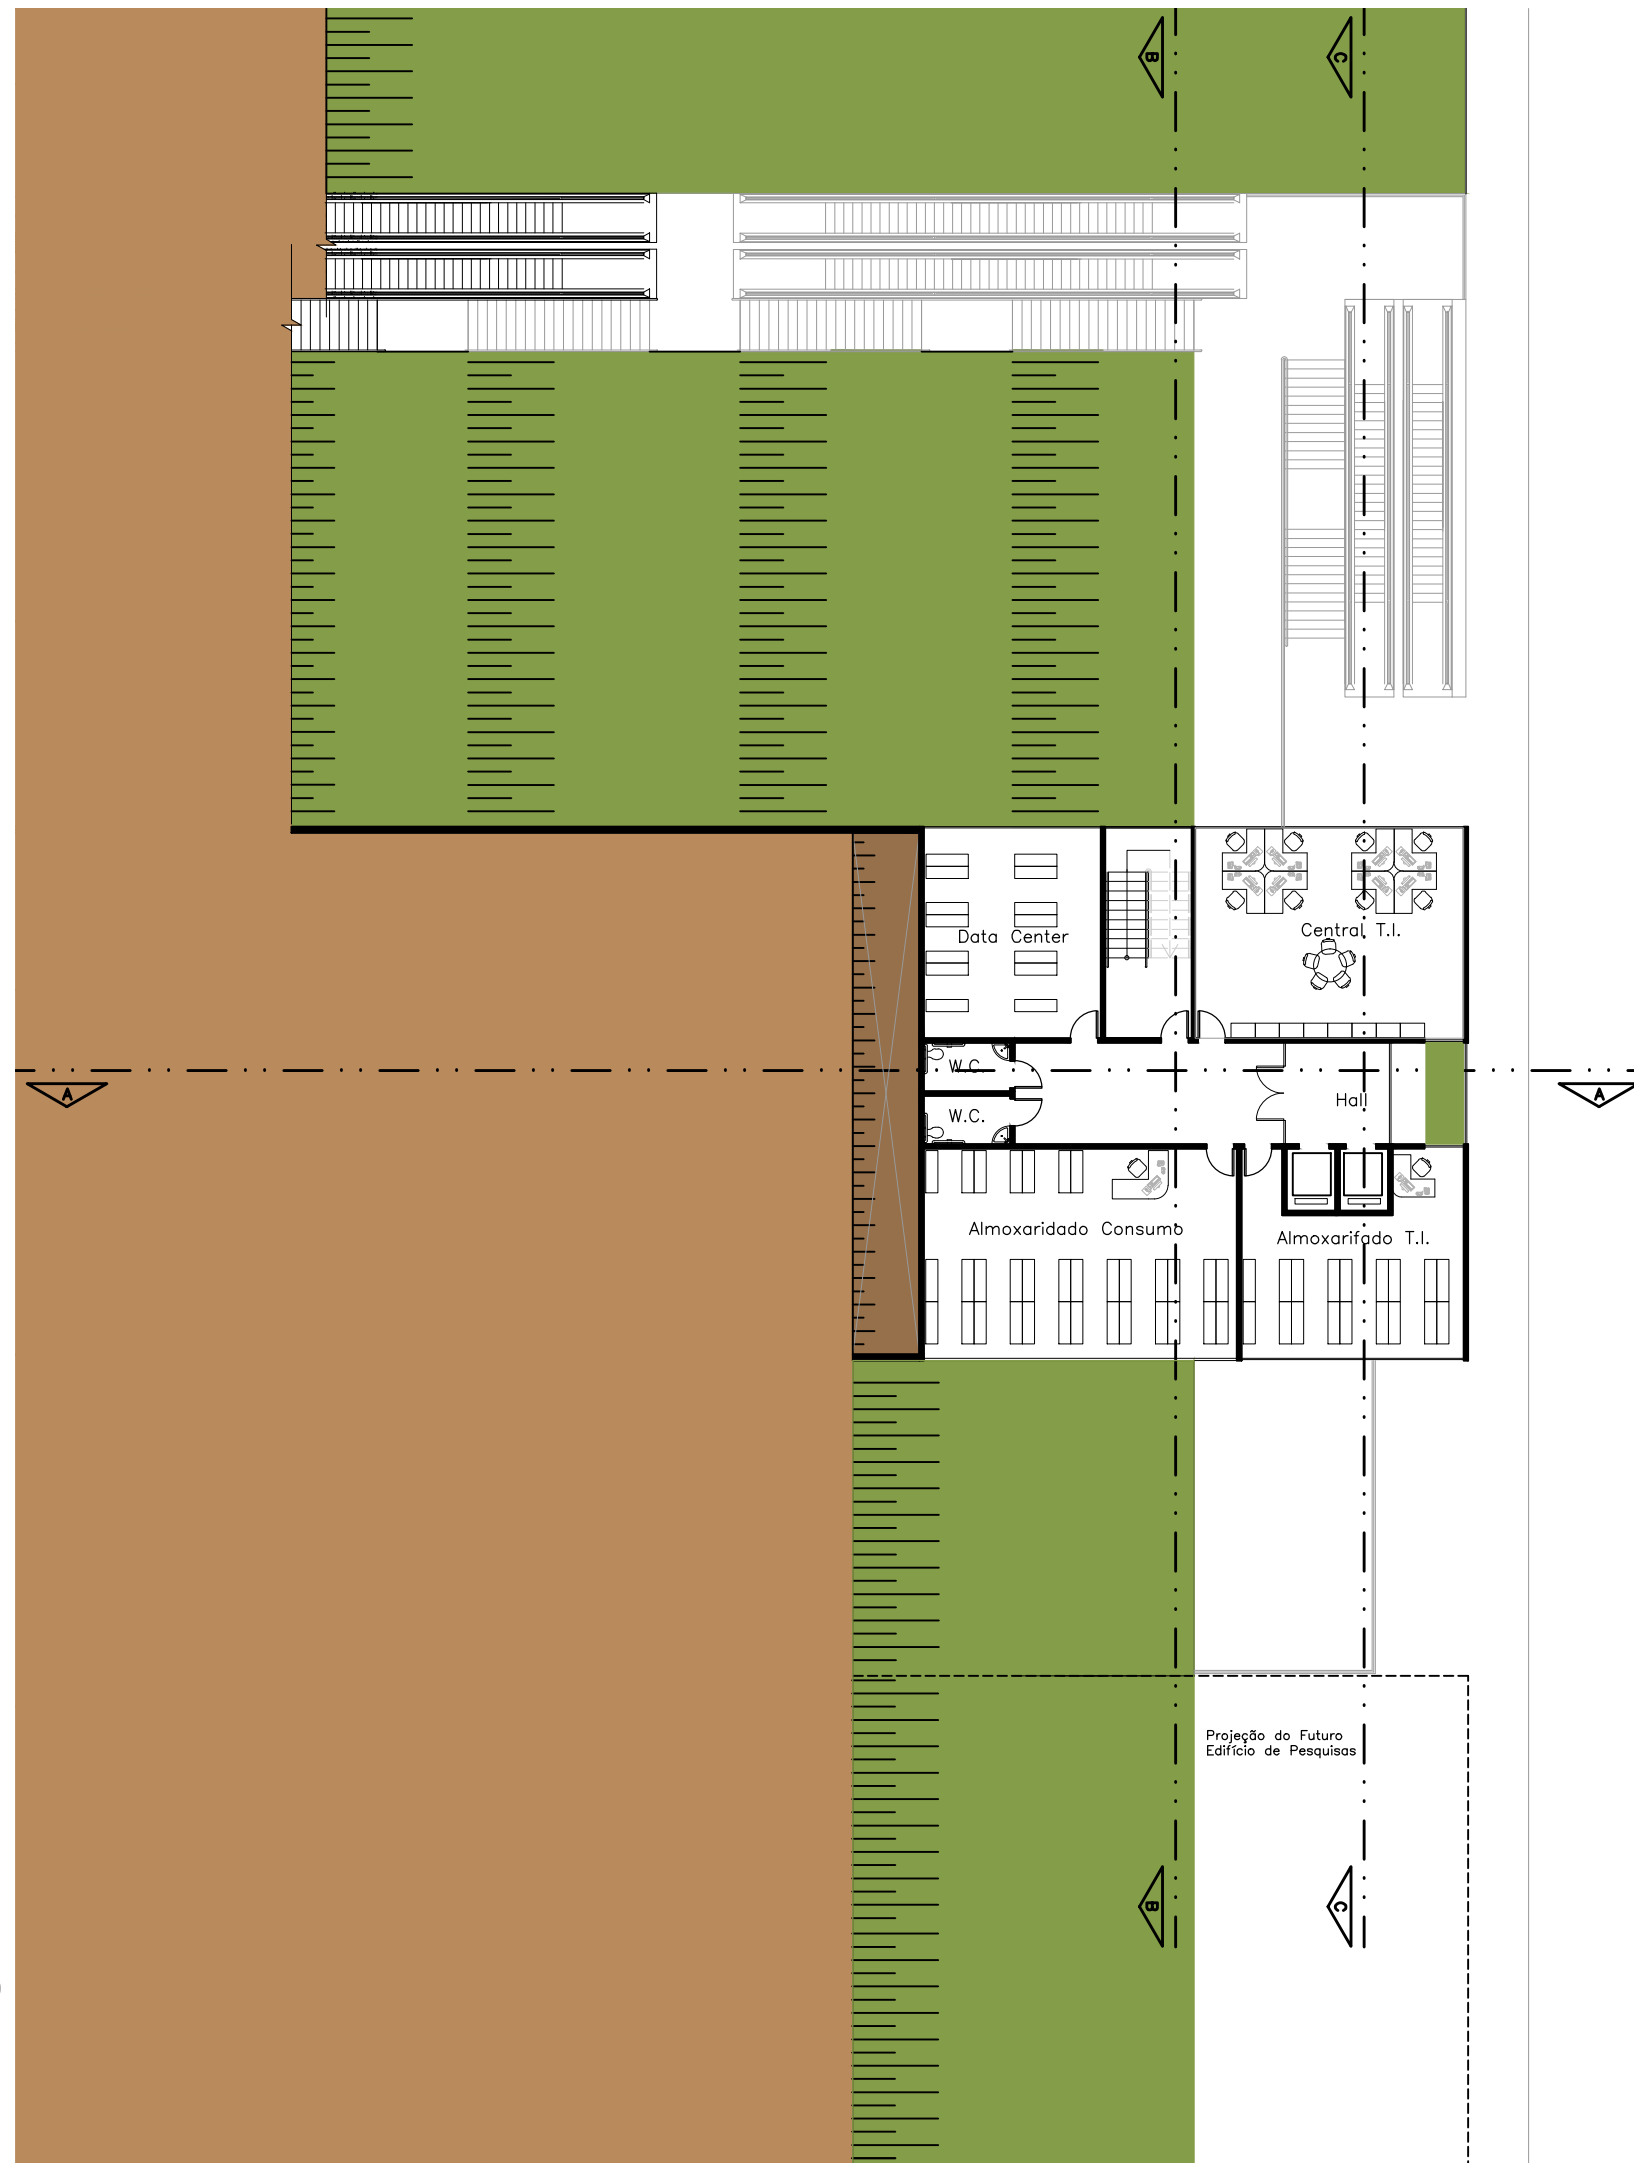 B
C
Data Center
Central T.I.
W.C.
A
A
Hall
W.C.
Almoxaridado Consumo
Almoxarifado T.I.
Projeção do Futuro
Edifício de Pesquisas
B
C